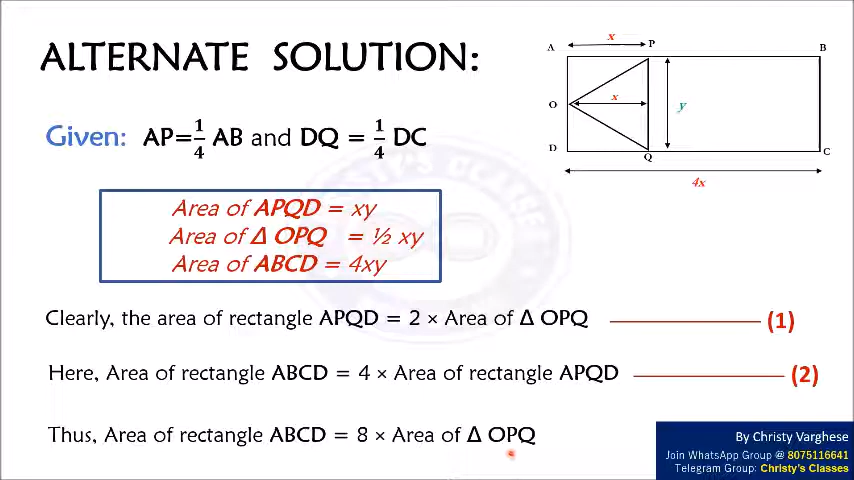 ALTERNATE SOLUTION:
Given: AP=1/4 AB and DQ = 1/4 DC
Area of APQD = xy
Area of Δ OPQ = ½ xy
Area of ABCD = 4xy
A
x
P
B
O
x
y
D
Q
C
4x
Clearly, the area of rectangle APQD = 2 × Area of Δ OPQ (1)
Here, Area of rectangle ABCD = 4 × Area of rectangle APQD (2)
Thus, Area of rectangle ABCD = 8 × Area of Δ OPQ
By Christy Varghese
Join WhatsApp Group @ 8075116641
Telegram Group: Christy's Classes